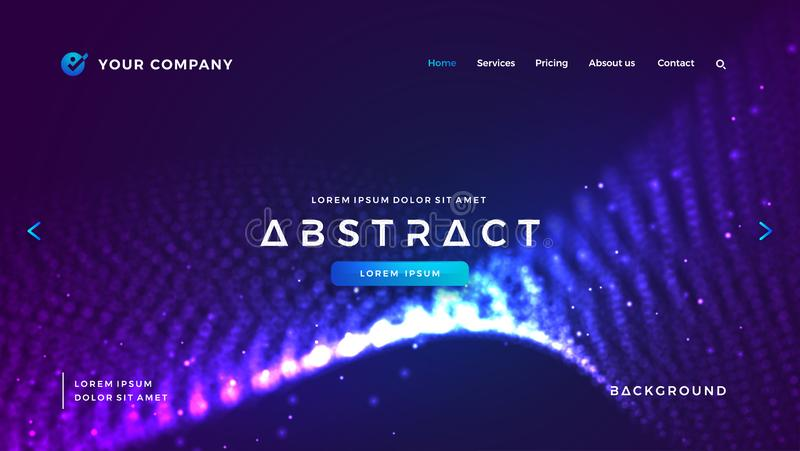 YOUR COMPANY
Home Services Pricing About us Contact
LOREM IPSUM DOLOR SIT AMET
ABSTRACT
dreamstime®
LOREM IPSUM
LOREM IPSUM
DOLOR SIT AMET
BACKGROUND